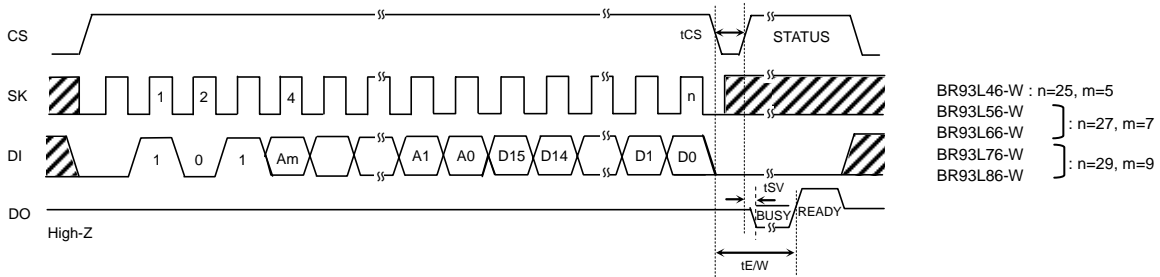 CS
tCS
STATUS
SK
1 2 4 n
DI
1 0 1 Am A1 A0 D15 D14 D1 D0
tSV
DO
BUSY READY
High-Z
tE/W
BR93L46-W : n=25, m=5
BR93L56-W
BR93L66-W : n=27, m=7
BR93L76-W
BR93L86-W : n=29, m=9